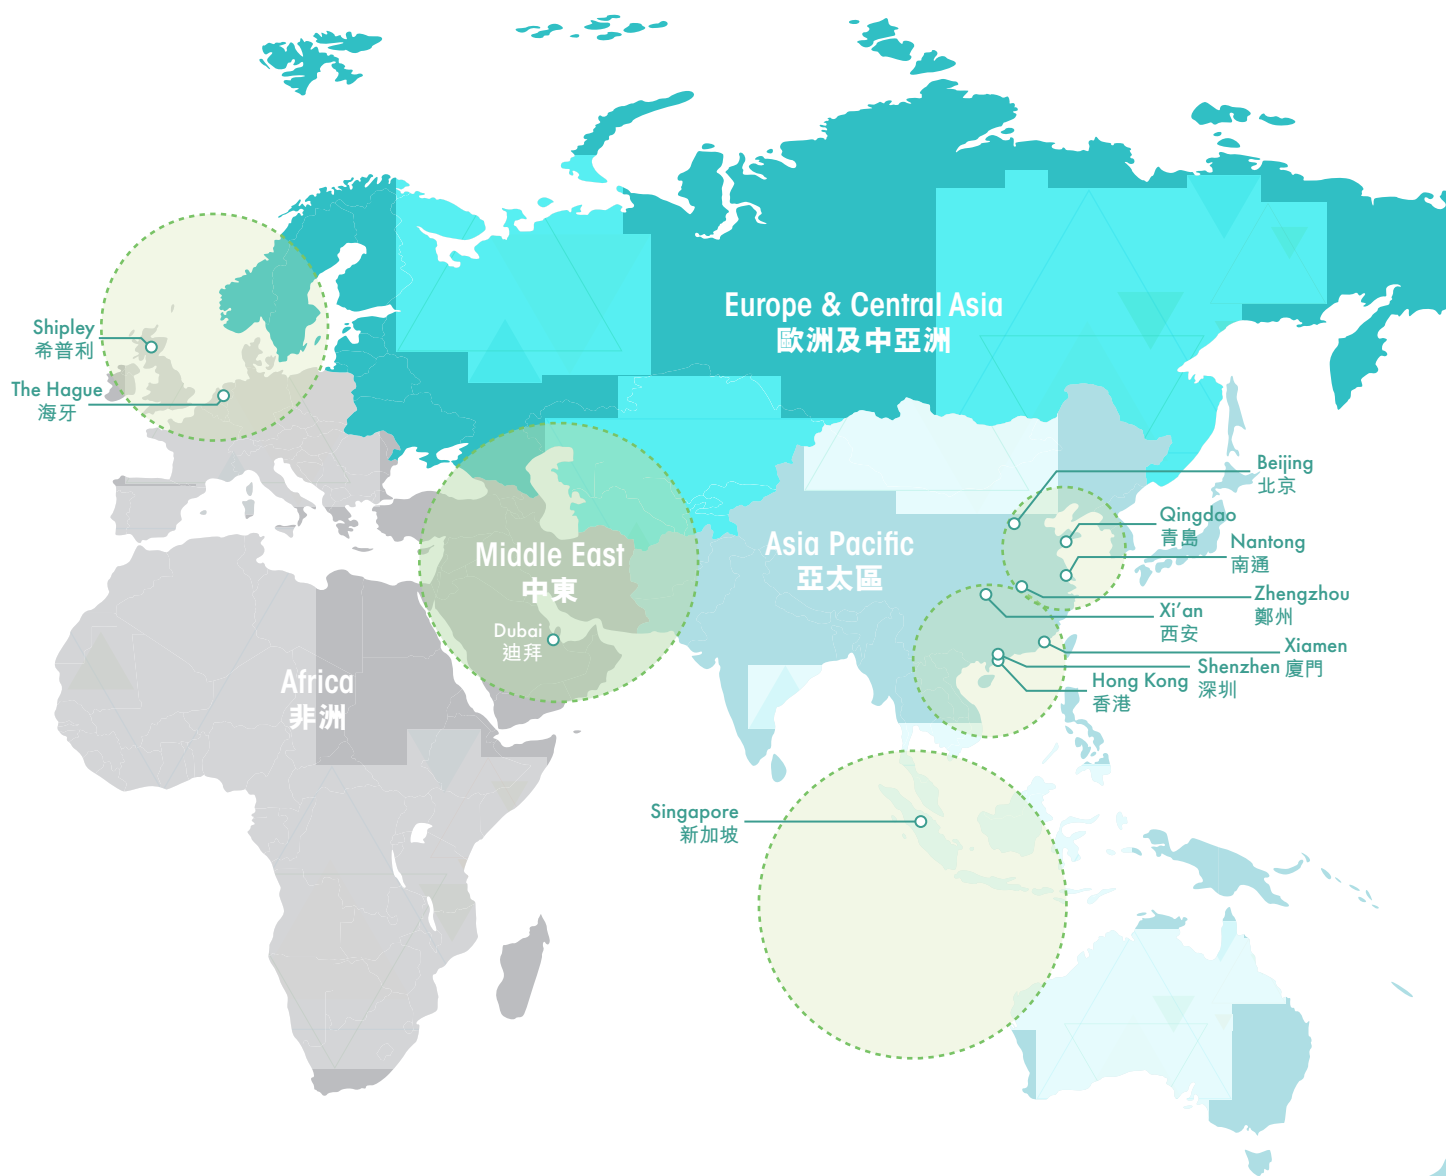 Europe & Central Asia
歐洲及中亞洲
Shipley
希普利
The Hague
海牙
Beijing
北京
Qingdao
青島
Nantong
南通
Middle East
中東
Asia Pacific
亞太區
Zhengzhou
鄭州
Xi'an
西安
Dubai
迪拜
Xiamen
廈門
Shenzhen
深圳
Hong Kong
香港
Africa
非洲
Singapore
新加坡